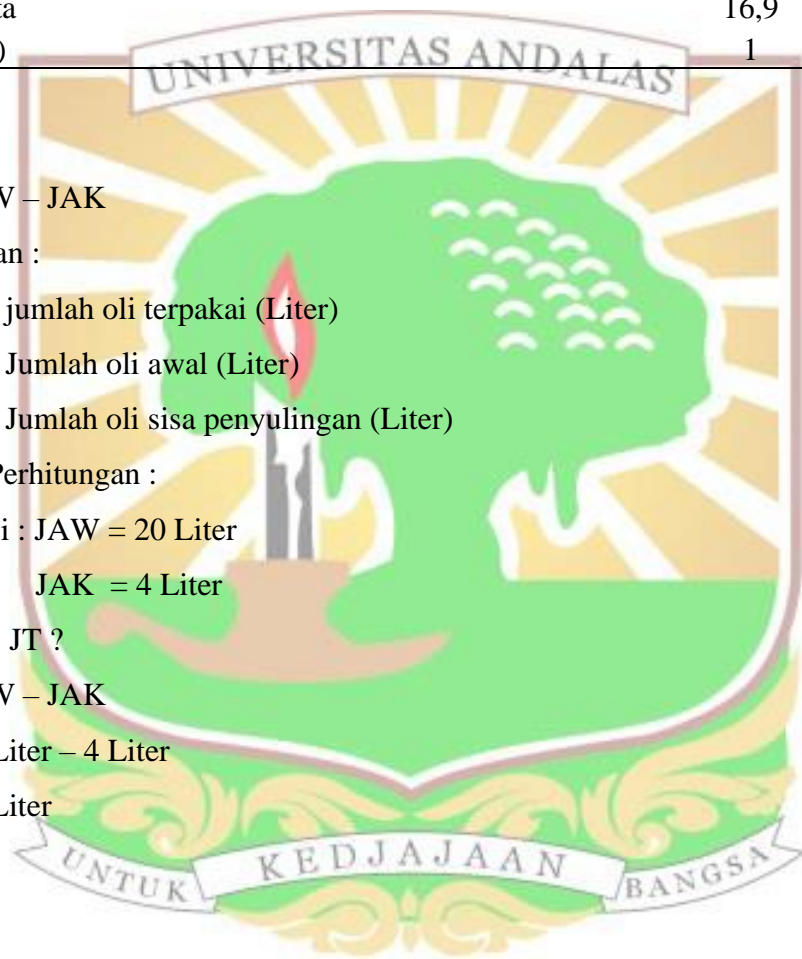 ta 16,9
) 1
UNIVERSITAS ANDALAS
W – JAK
an :
jumlah oli terpakai (Liter)
Jumlah oli awal (Liter)
Jumlah oli sisa penyulingan (Liter)
Perhitungan :
i : JAW = 20 Liter
JAK = 4 Liter
JT ?
W – JAK
Liter – 4 Liter
Liter
UNTUK KEDJAJAAN BANGSA